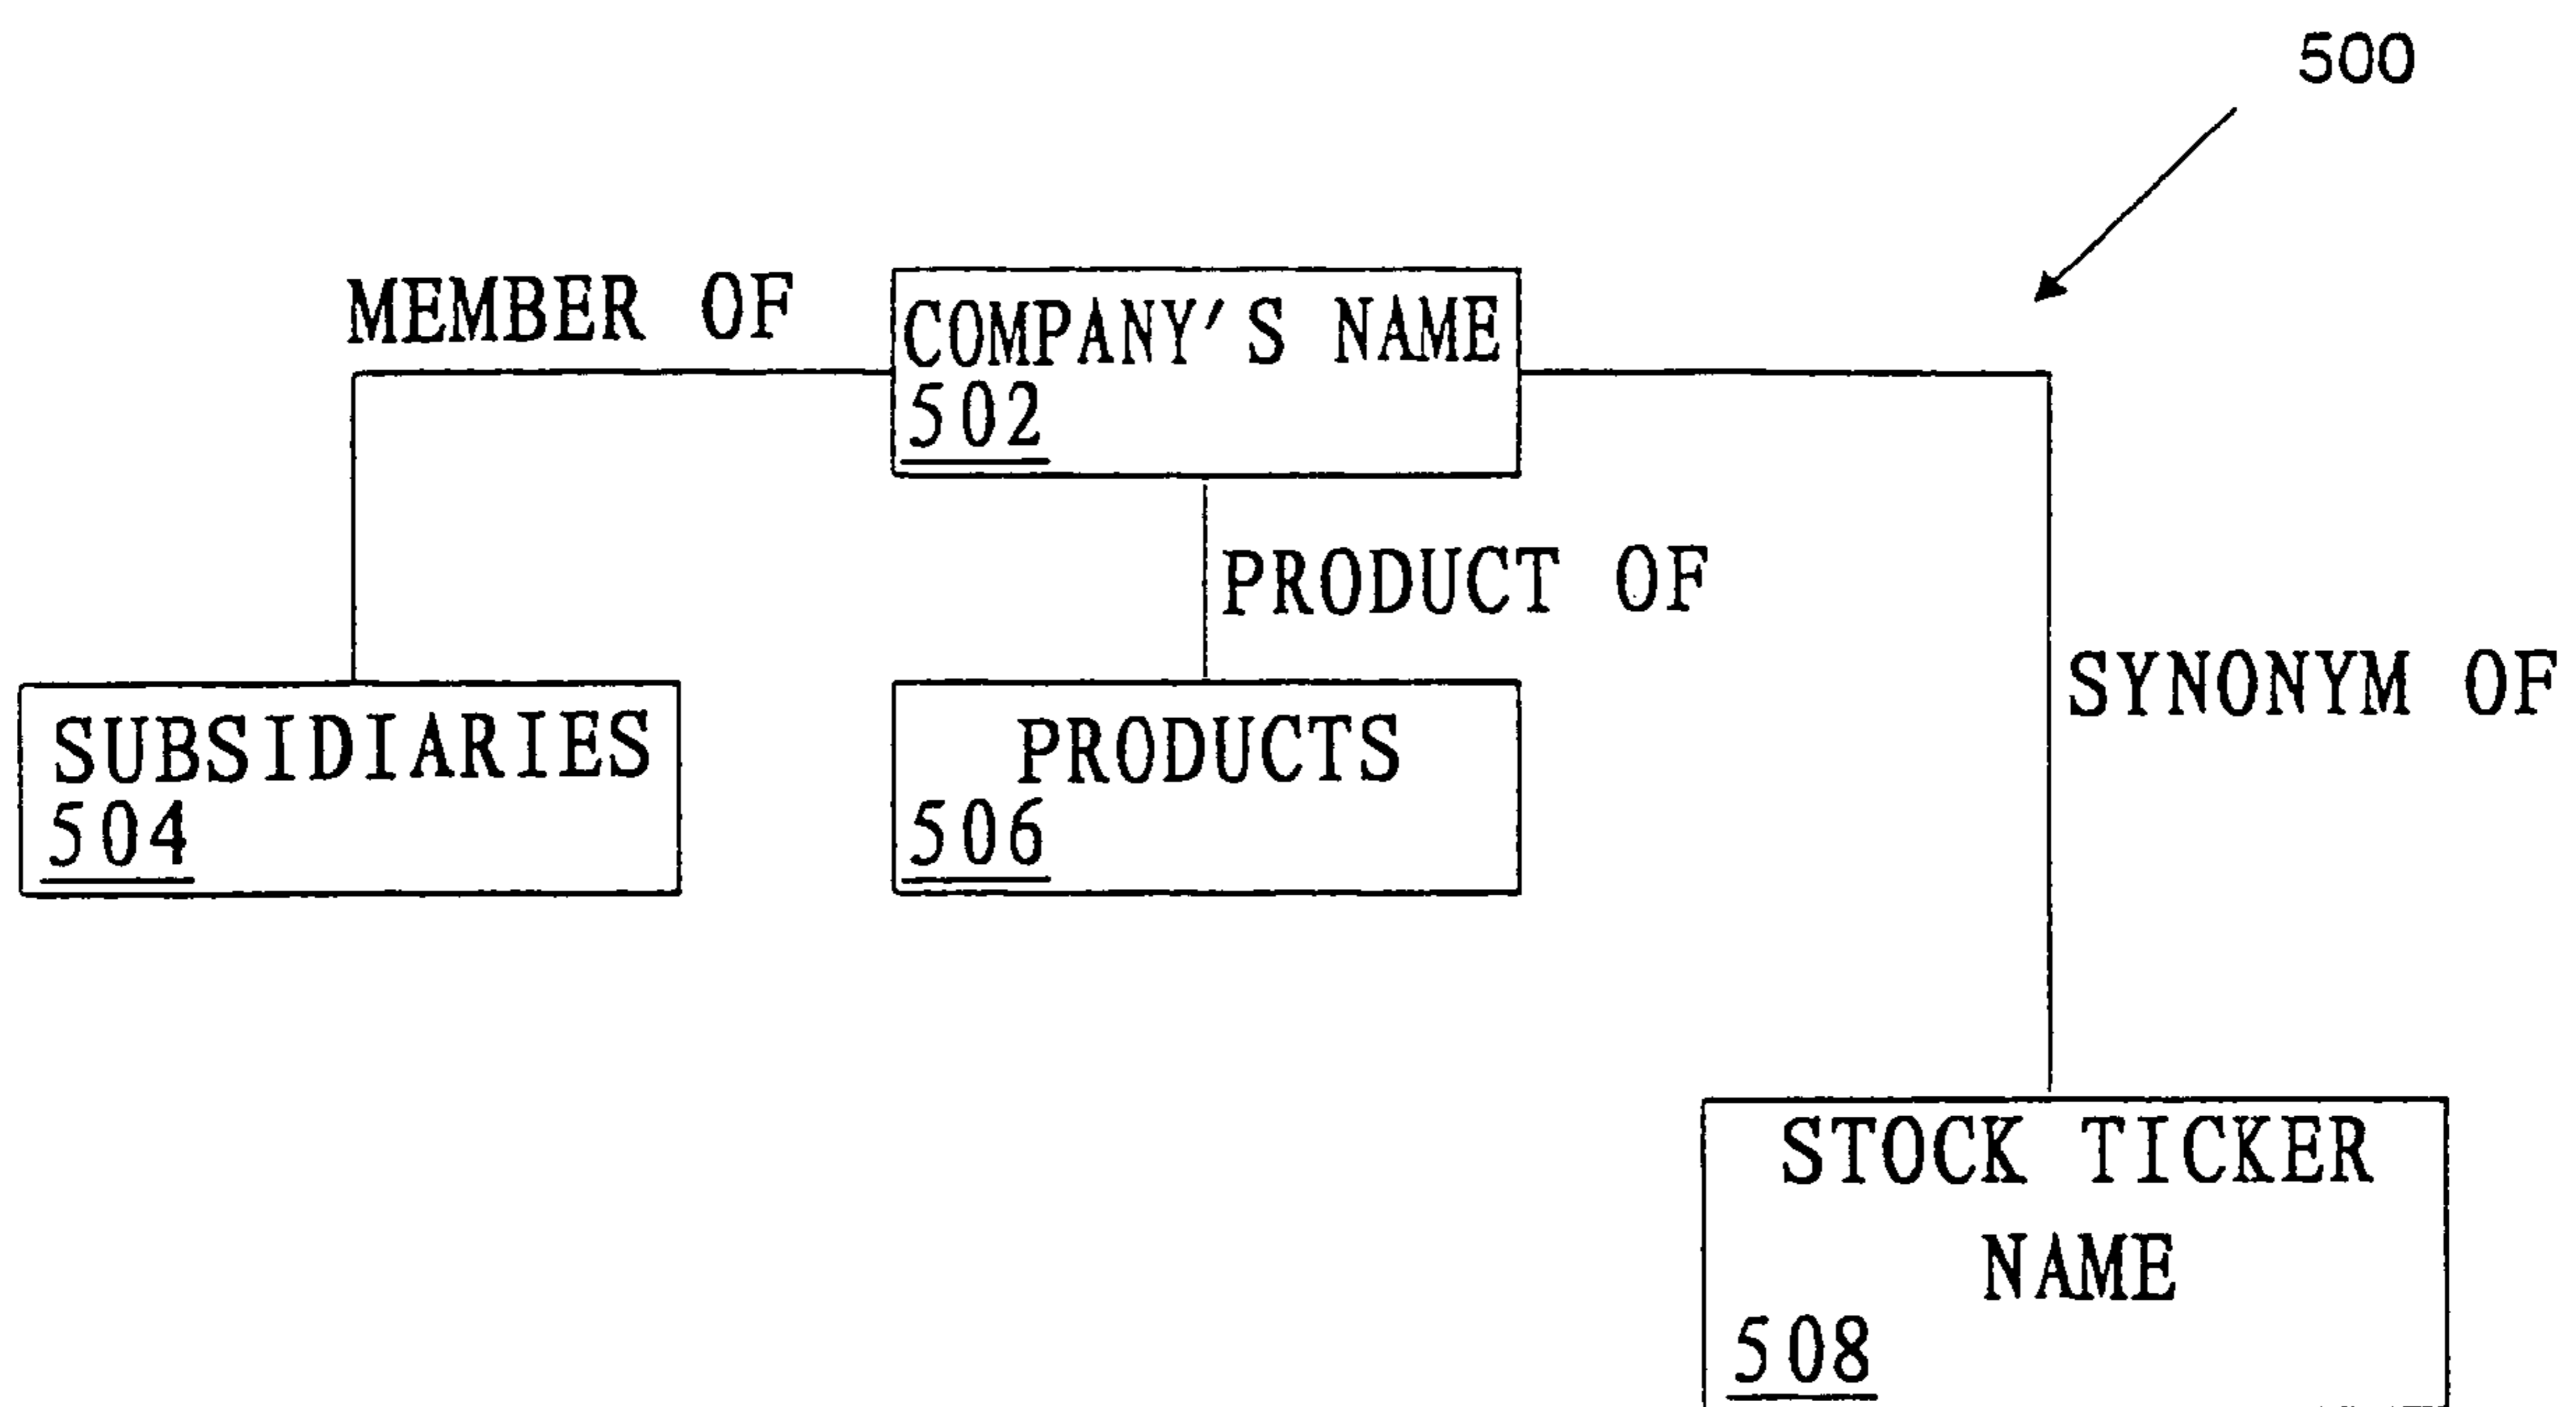 500
MEMBER OF
COMPANY'S NAME
502
PRODUCT OF
SYNONYM OF
SUBSIDIARIES
504
PRODUCTS
506
STOCK TICKER
NAME
508